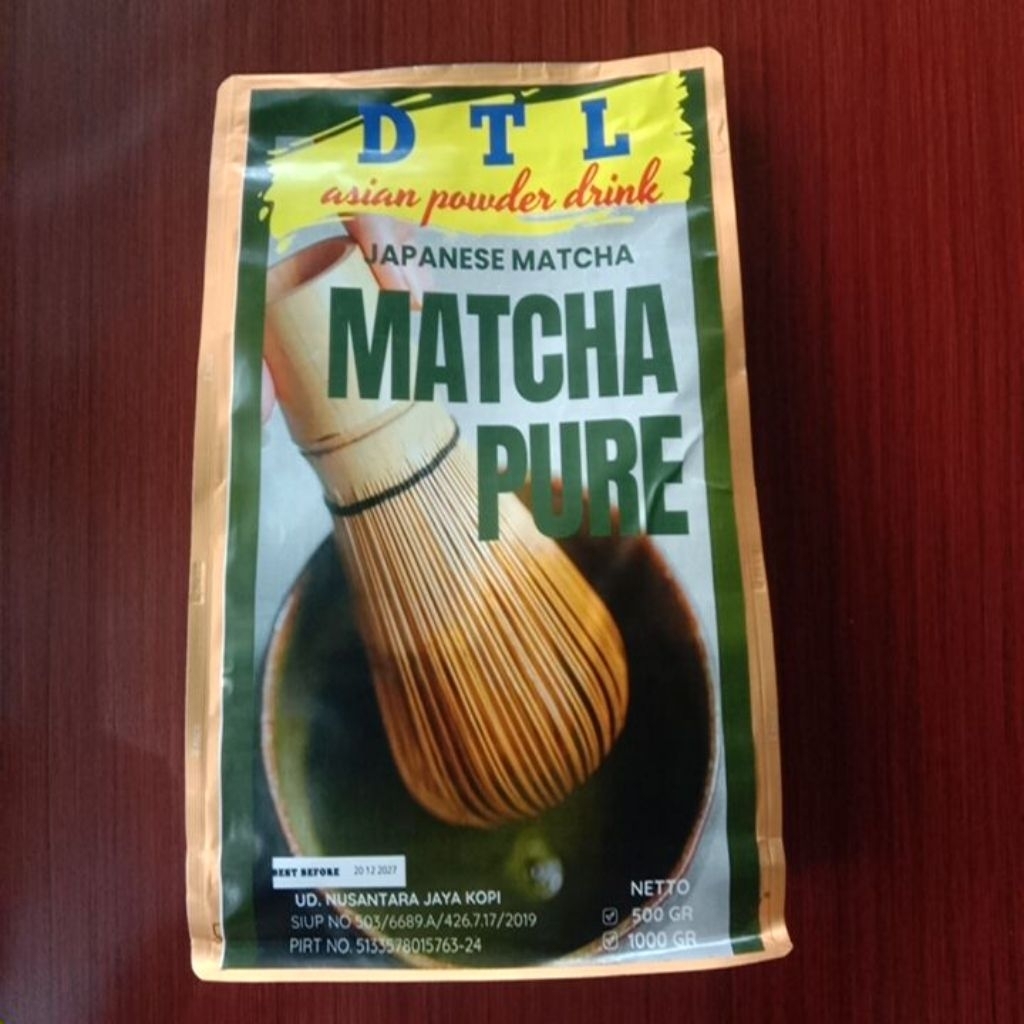 D T L
asian powder drink
JAPANESE MATCHA
MATCHA
PURE
BEST BEFORE 20 12 2027
UD. NUSANTARA JAYA KOPI
SIUP NO 503/6689.A/426.7.17/2019
PIRT NO. 5133578015763-24
NETTO
500 GR
1000 GR